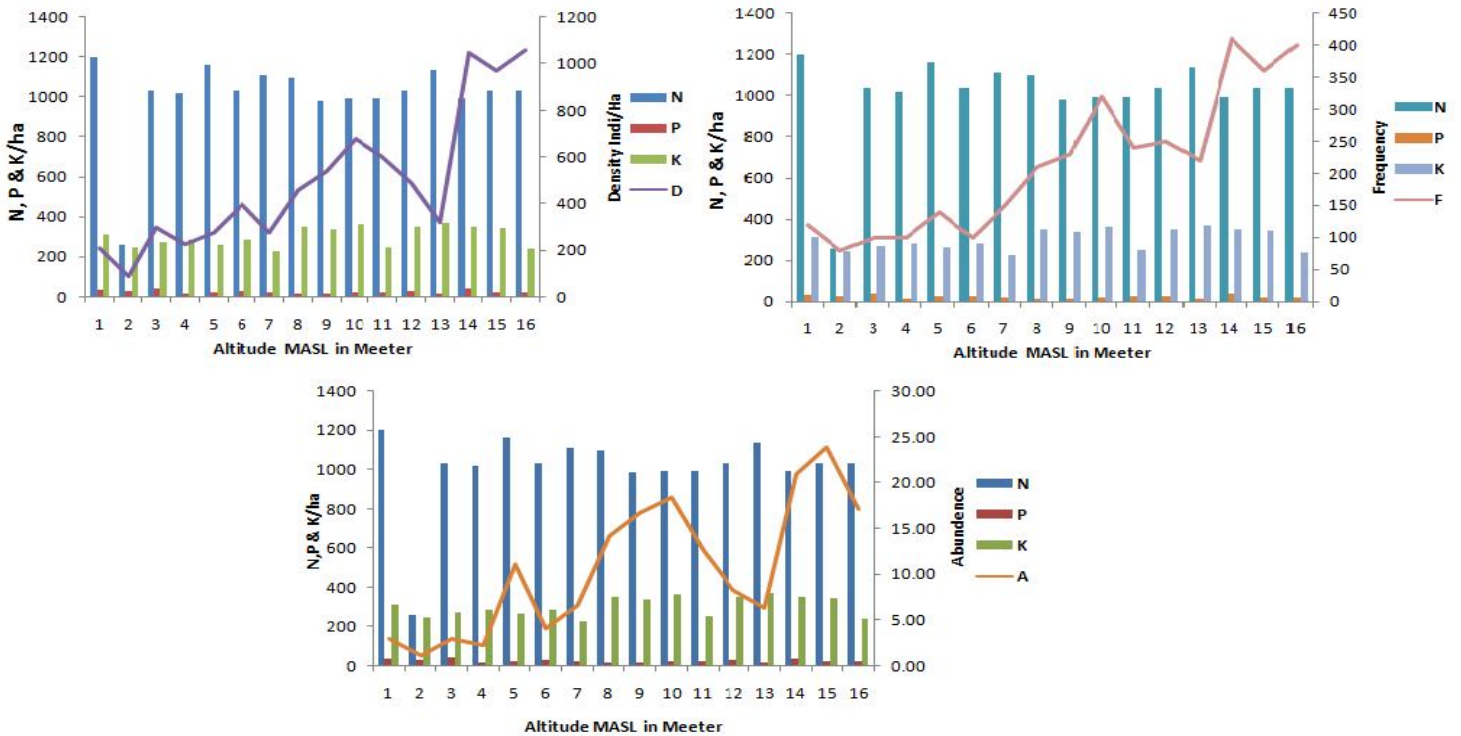 1400
1200
1000
800
600
400
200
0
N, P & K/ha
1 2 3 4 5 6 7 8 9 10 11 12 13 14 15 16
Altitude MASL in Meeter
1200
1000
800
600
400
200
0
Density Indi/Ha
N
P
K
D
1400
1200
1000
800
600
400
200
0
N, P & K/ha
1 2 3 4 5 6 7 8 9 10 11 12 13 14 15 16
Altitude MASL in Meeter
450
400
350
300
250
200
150
100
50
0
Frequency
N
P
K
F
1400
1200
1000
800
600
400
200
0
N,P & K/ha
1 2 3 4 5 6 7 8 9 10 11 12 13 14 15 16
Altitude MASL in Meeter
30.00
25.00
20.00
15.00
10.00
5.00
0.00
Abundence
N
P
K
A